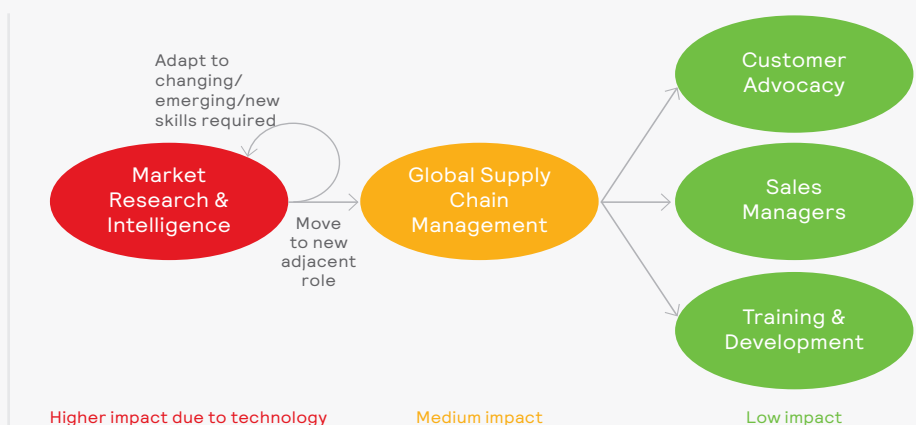 Adapt to
changing/
emerging/new
skills required
Market
Research &
Intelligence
Move
to new
adjacent
role
Global Supply
Chain
Management
Customer
Advocacy
Sales
Managers
Training &
Development
Higher impact due to technology
Medium impact
Low impact